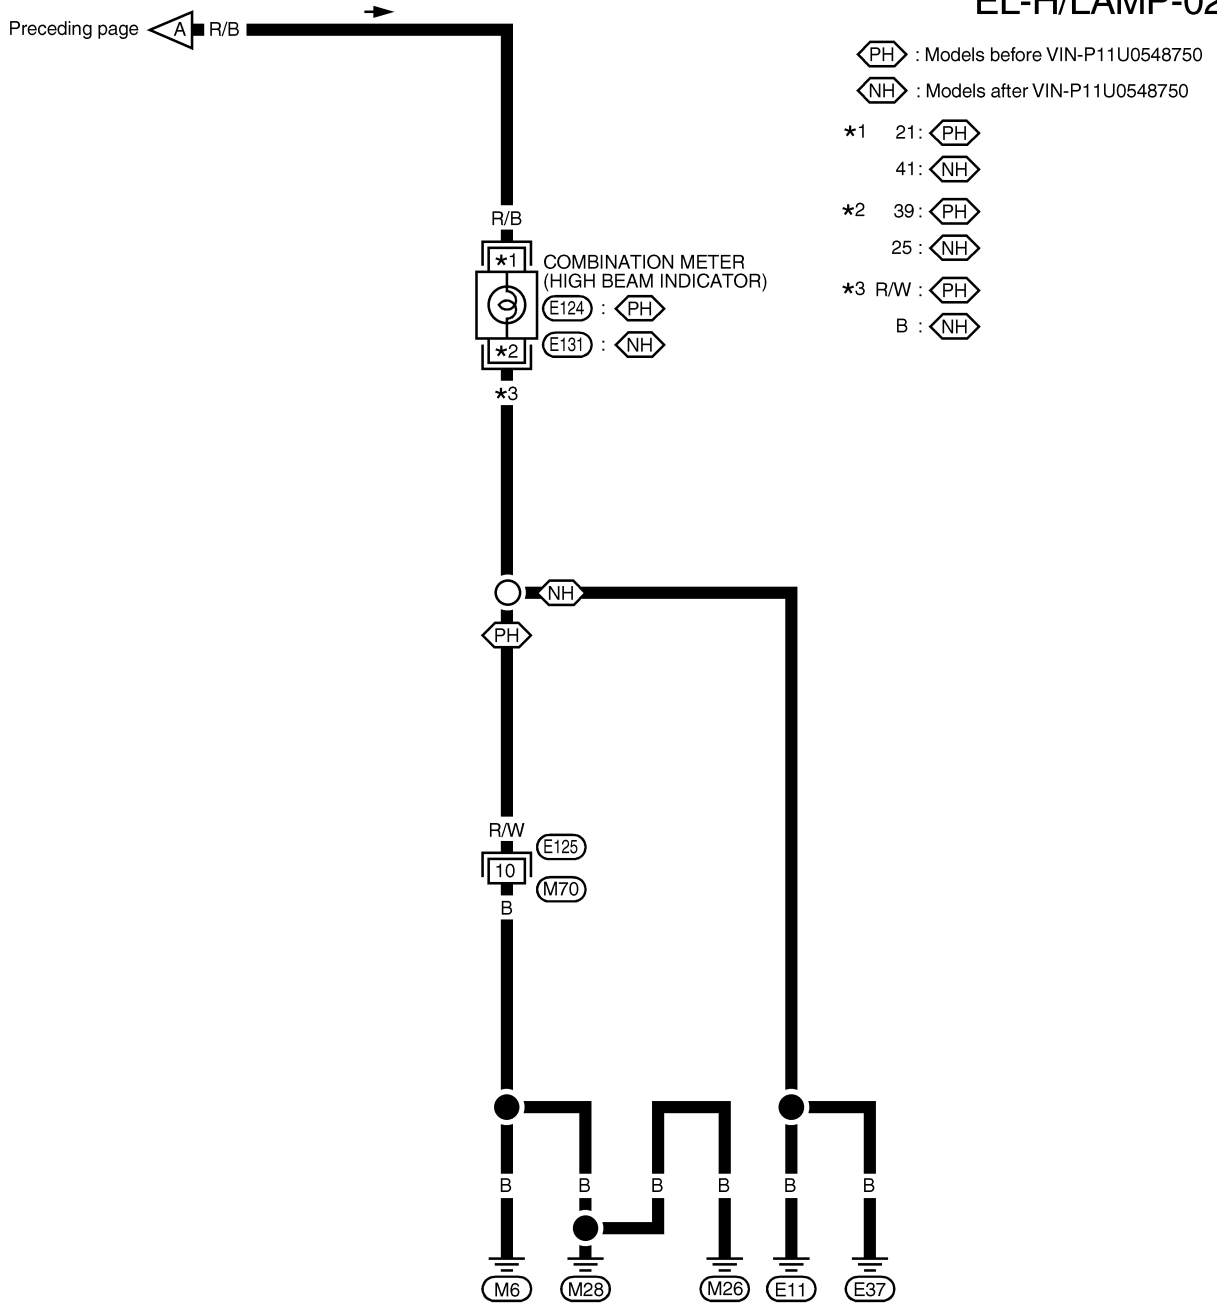 EL-H/LAMP-02
Preceding page A R/B
PH : Models before VIN-P11U0548750
NH : Models after VIN-P11U0548750
*1 21: PH
41: NH
*2 39: PH
25: NH
*3 R/W : PH
B : NH
R/B
*1
COMBINATION METER
(HIGH BEAM INDICATOR)
E124 : PH
E131 : NH
*2
*3
NH
PH
R/W
E125
10
M70
B
B B B B B B
M6 M28 M26 E11 E37